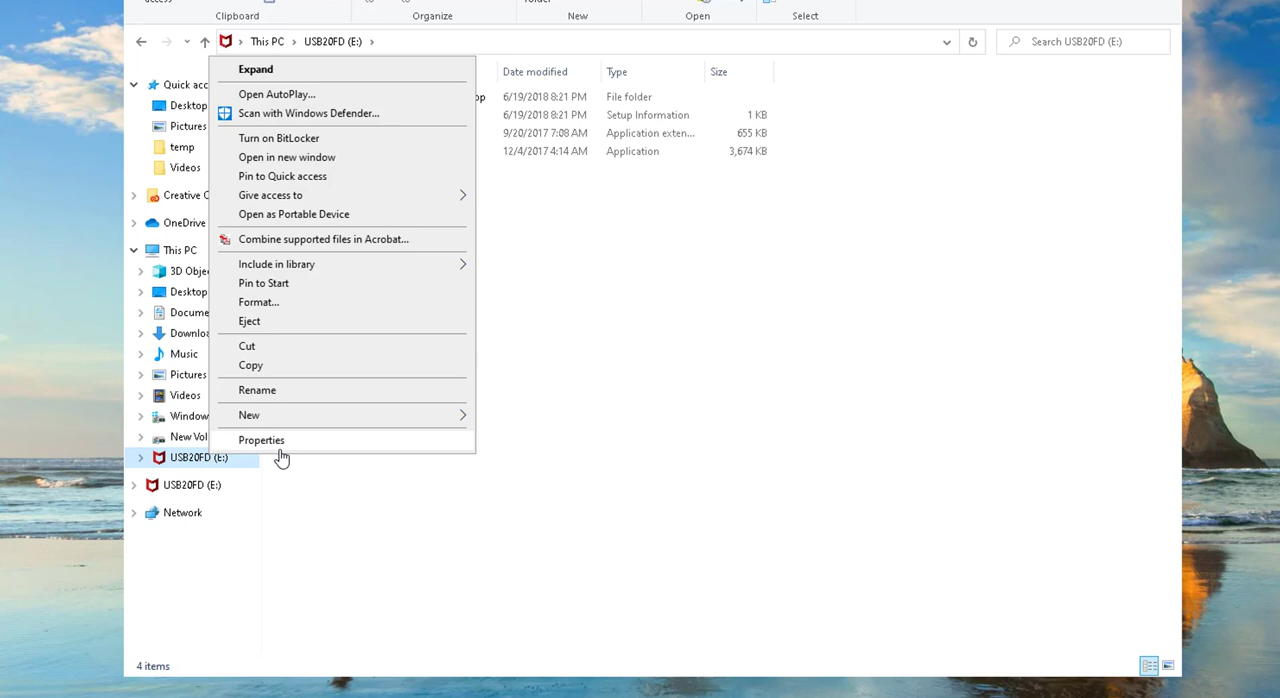 Clipboard
Organize
New
Open
Select
This PC
USB20FD (E:)
Search USB20FD (E:)
Date modified
Type
Size
6/19/2018 8:21 PM
File folder
6/19/2018 8:21 PM
Setup Information
1 KB
9/20/2017 7:08 AM
Application exten...
655 KB
12/4/2017 4:14 AM
Application
3,674 KB
Quick acc
Desktop
Pictures
temp
Videos
Creative C
OneDrive
This PC
3D Obje
Desktop
Docume
Downloa
Music
Pictures
Videos
Window
New Vol
USB20FD (E:)
USB20FD (E:)
Network
Expand
Open AutoPlay...
Scan with Windows Defender...
Turn on BitLocker
Open in new window
Pin to Quick access
Give access to
Open as Portable Device
Combine supported files in Acrobat...
Include in library
Pin to Start
Format...
Eject
Cut
Copy
Rename
New
Properties
4 items